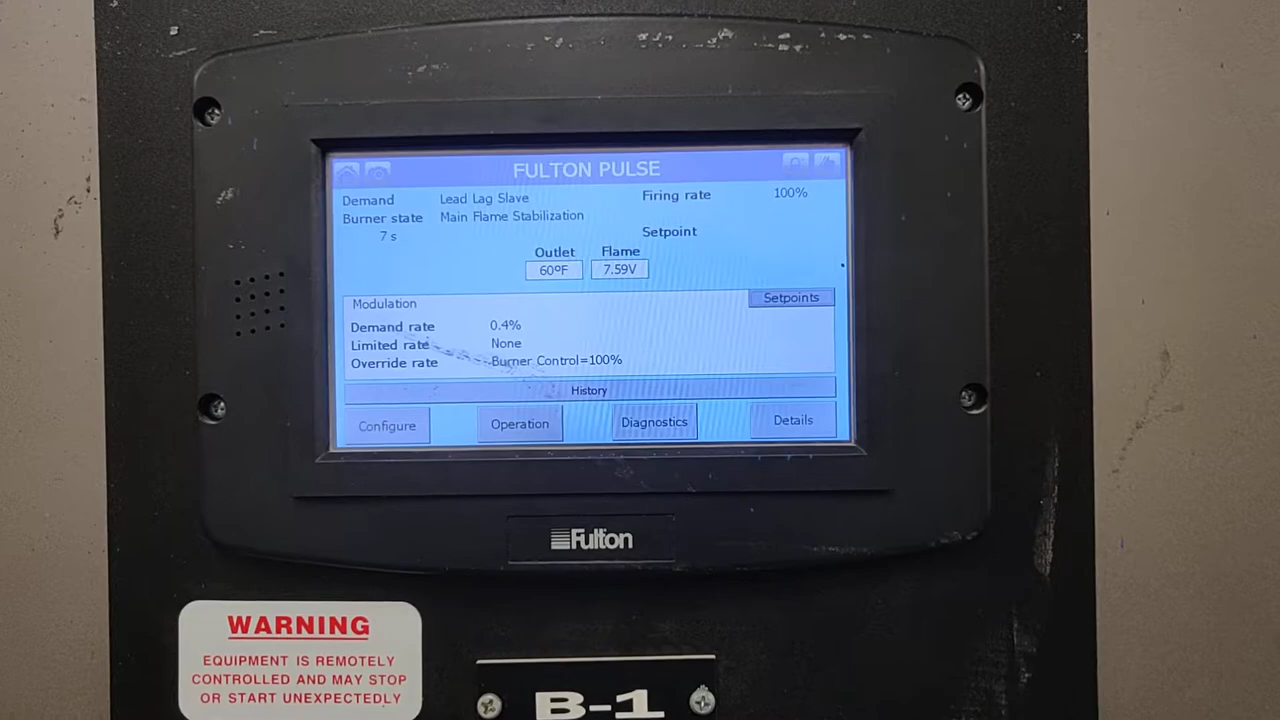 FULTON PULSE
Demand Lead Lag Slave Firing rate 100%
Burner state Main Flame Stabilization
7 s Setpoint
Outlet Flame
60ºF 7.59V
Modulation Setpoints
Demand rate 0.4%
Limited rate None
Override rate Burner Control=100%
History
Configure Operation Diagnostics Details
Fulton
WARNING
EQUIPMENT IS REMOTELY
CONTROLLED AND MAY STOP
OR START UNEXPECTEDLY
B-1